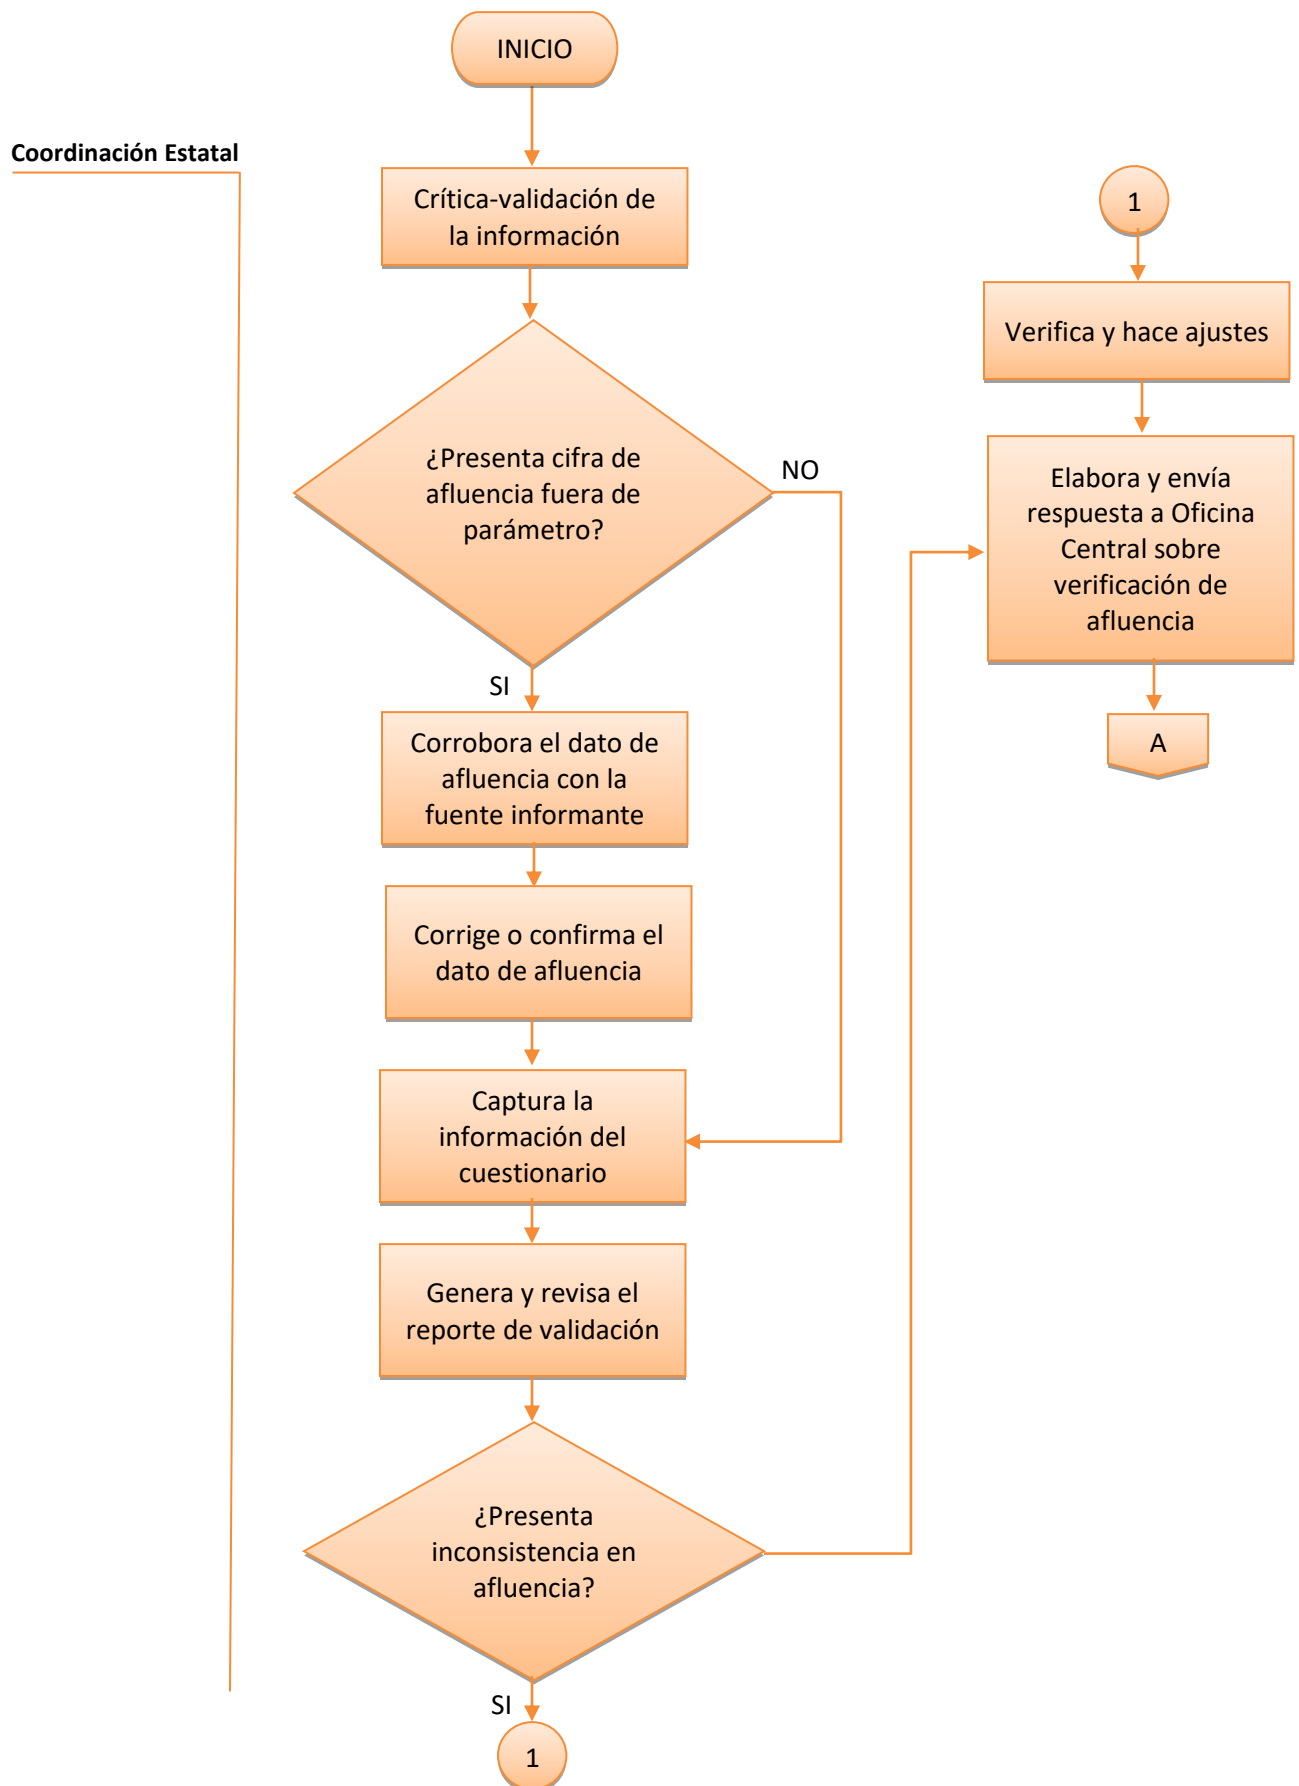 INICIO
Coordinación Estatal
Crítica-validación de
la información
¿Presenta cifra de
afluencia fuera de
parámetro?
NO
SI
Corrobora el dato de
afluencia con la
fuente informante
Corrige o confirma el
dato de afluencia
Captura la
información del
cuestionario
Genera y revisa el
reporte de validación
¿Presenta
inconsistencia en
afluencia?
SI
1
1
Verifica y hace ajustes
Elabora y envía
respuesta a Oficina
Central sobre
verificación de
afluencia
A